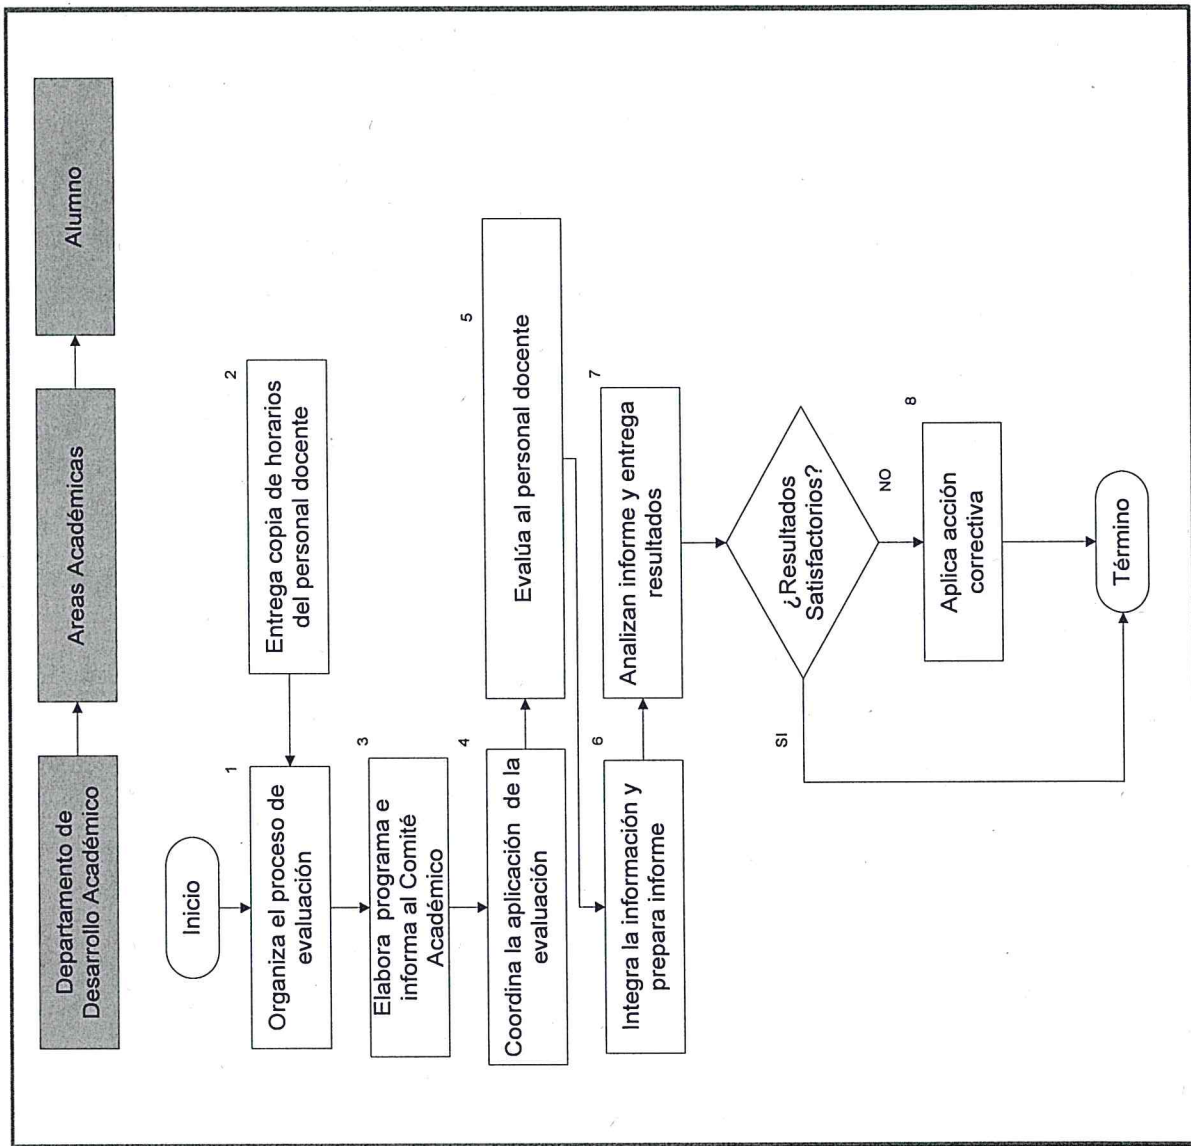 Departamento de
Desarrollo Académico
Areas Académicas
Alumno
Inicio
1
Organiza el proceso de
evaluación
2
Entrega copia de horarios
del personal docente
3
Elabora programa e
informa al Comité
Académico
4
Coordina la aplicación de la
evaluación
5
Evalúa al personal docente
6
Integra la información y
prepara informe
7
Analizan informe y entrega
resultados
¿Resultados
Satisfactorios?
SI
NO
8
Aplica acción
correctiva
Término